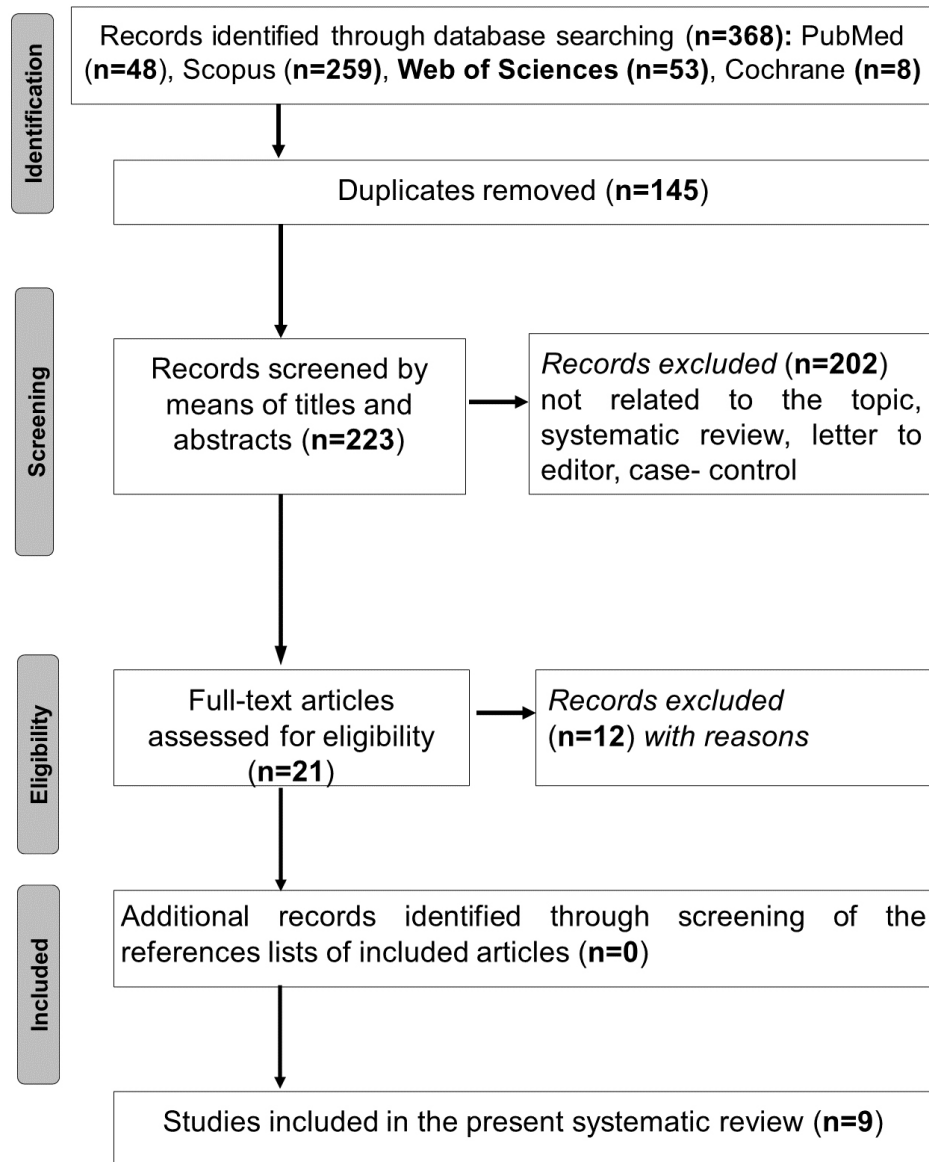 Identification
Records identified through database searching (n=368): PubMed
(n=48), Scopus (n=259), Web of Sciences (n=53), Cochrane (n=8)
Duplicates removed (n=145)
Screening
Records screened by
means of titles and
abstracts (n=223)
Records excluded (n=202)
not related to the topic,
systematic review, letter to
editor, case- control
Eligibility
Full-text articles
assessed for eligibility
(n=21)
Records excluded
(n=12) with reasons
Included
Additional records identified through screening of the
references lists of included articles (n=0)
Studies included in the present systematic review (n=9)